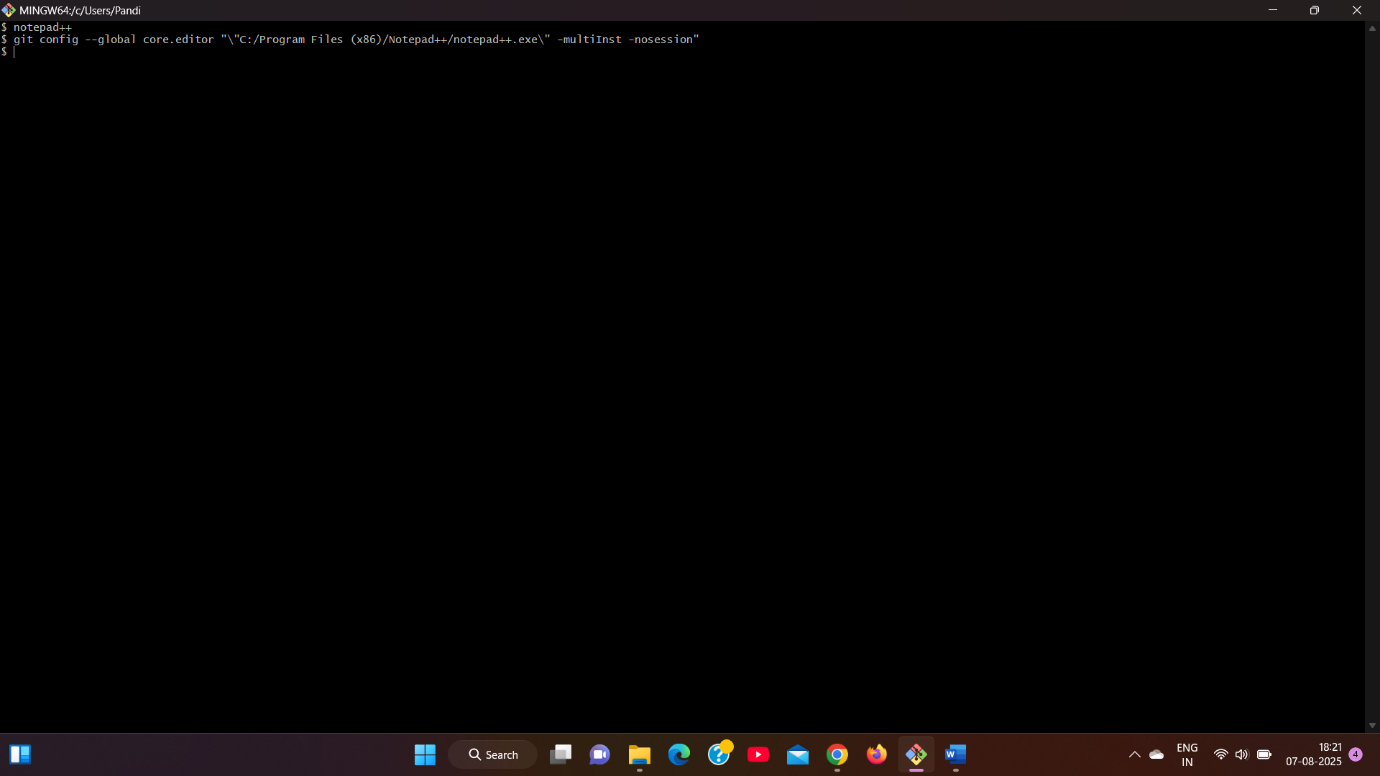 MINGW64:/c/Users/Pandi
$ notepad++
$ git config --global core.editor "\"C:/Program Files (x86)/Notepad++/notepad++.exe\" -multiInst -nosession"
$
Search
ENG
IN
18:21
07-08-2025
4